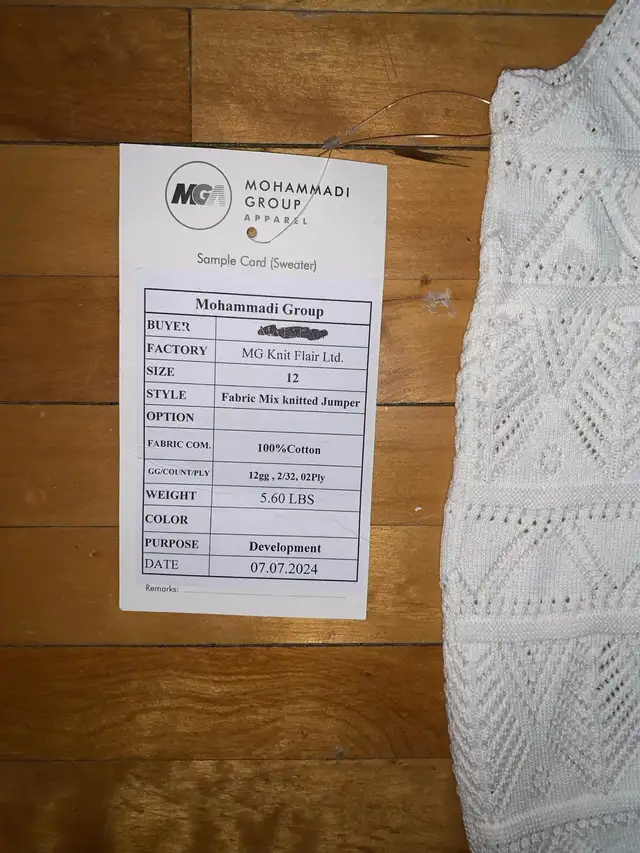 MGA
MOHAMMADI
GROUP
APPAREL
Sample Card (Sweater)
Mohammadi Group
BUYER
FACTORY MG Knit Flair Ltd.
SIZE 12
STYLE Fabric Mix knitted Jumper
OPTION
FABRIC COM. 100%Cotton
GG/COUNT/PLY 12gg , 2/32, 02Ply
WEIGHT 5.60 LBS
COLOR
PURPOSE Development
DATE 07.07.2024
Remarks: